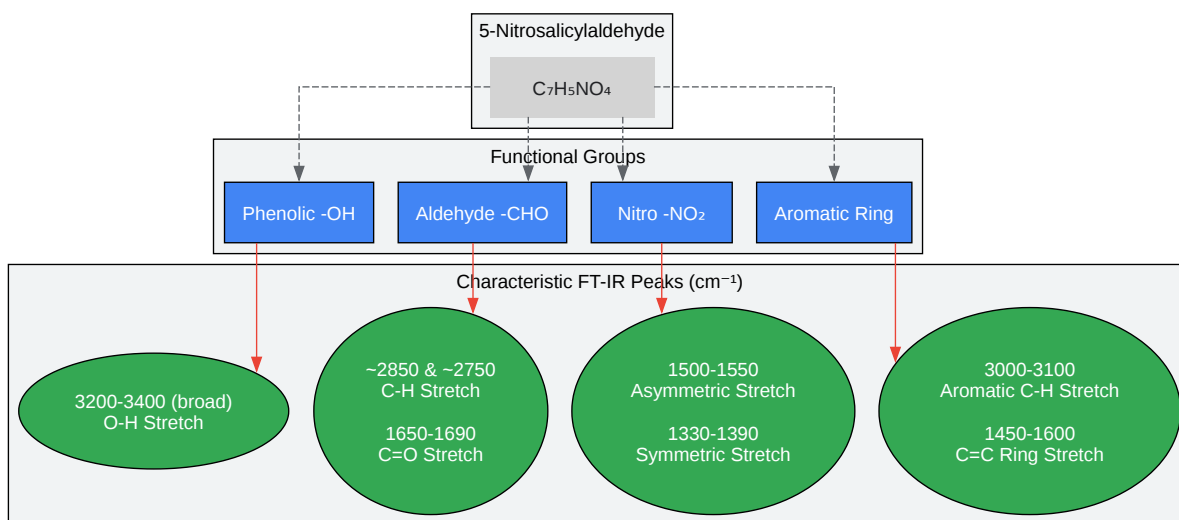 5-Nitrosalicylaldehyde
C₇H₅NO₄
Functional Groups
Phenolic -OH
Aldehyde -CHO
Nitro -NO₂
Aromatic Ring
Characteristic FT-IR Peaks (cm⁻¹)
3200-3400 (broad)
O-H Stretch
~2850 & ~2750
C-H Stretch
1650-1690
C=O Stretch
1500-1550
Asymmetric Stretch
1330-1390
Symmetric Stretch
3000-3100
Aromatic C-H Stretch
1450-1600
C=C Ring Stretch